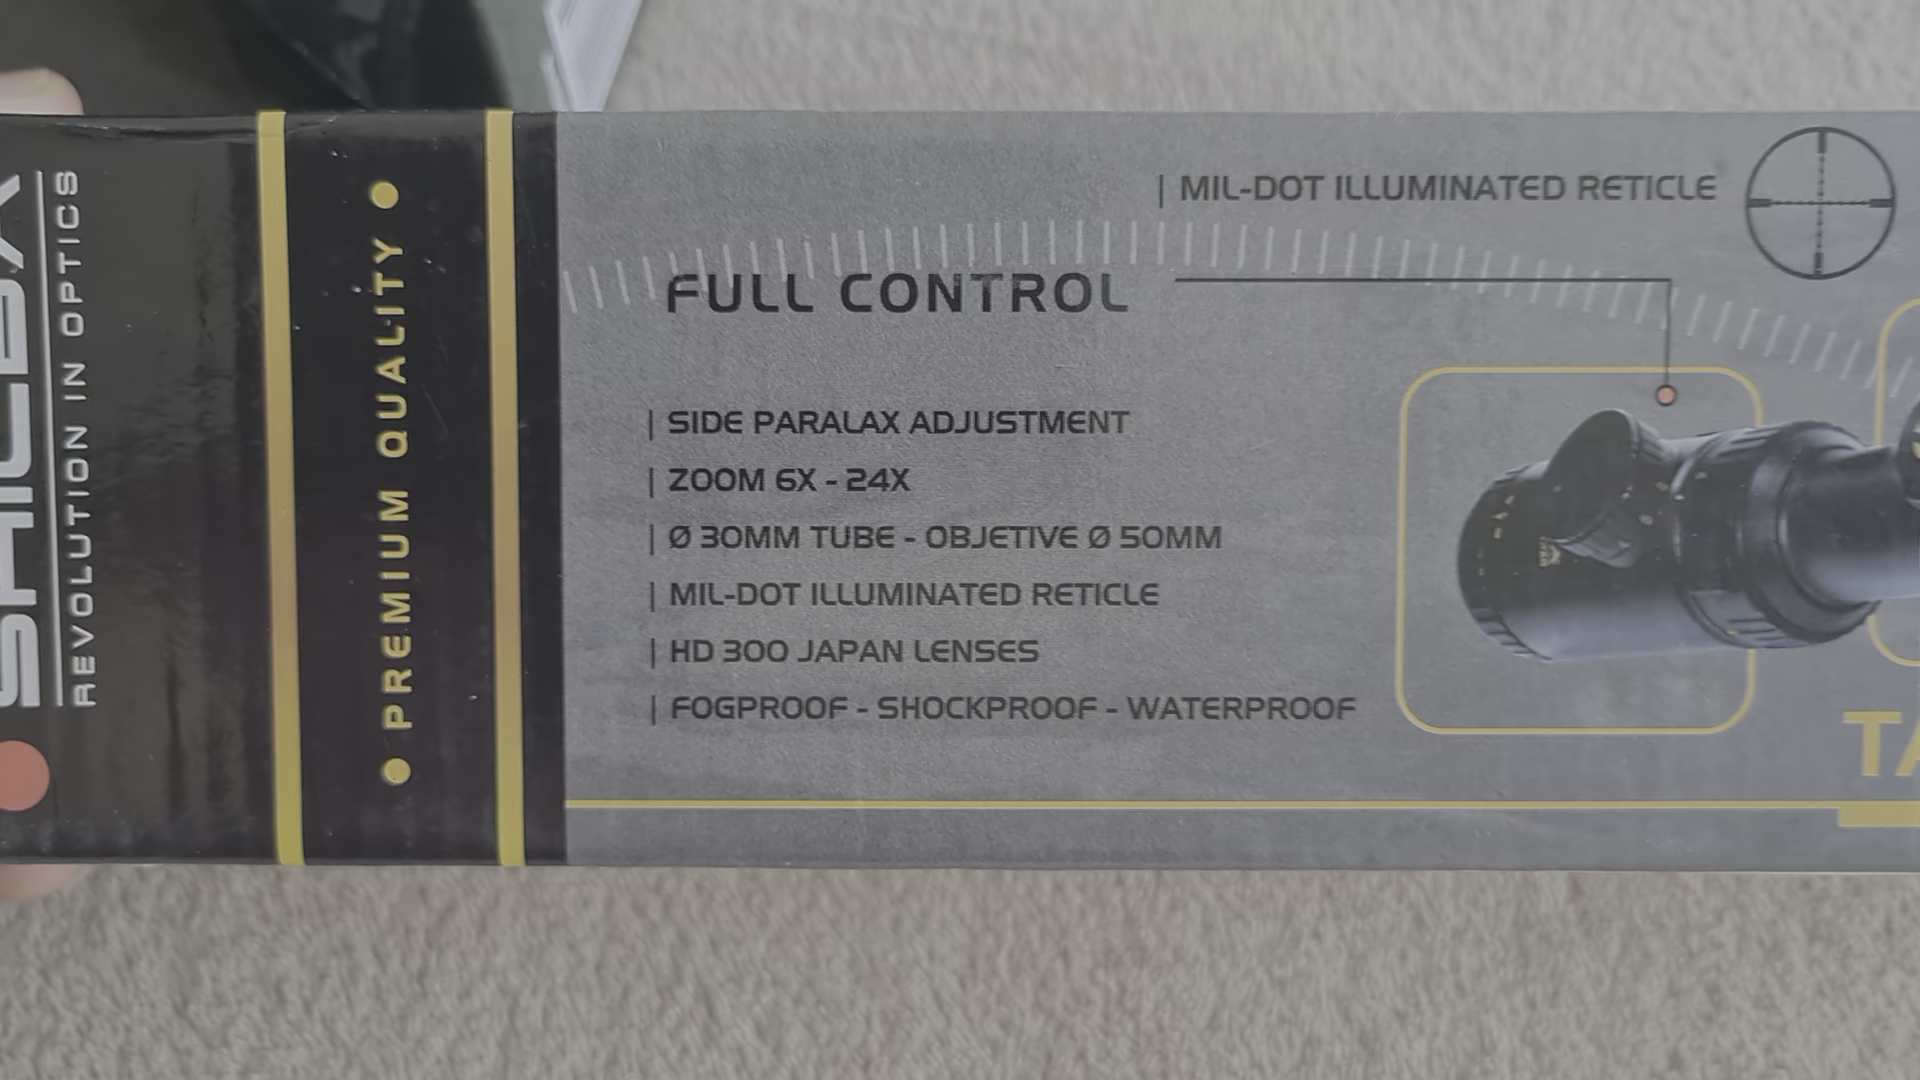 REVOLUTION IN OPTICS
PREMIUM QUALITY
| MIL-DOT ILLUMINATED RETICLE
FULL CONTROL
| SIDE PARALAX ADJUSTMENT
| ZOOM 6X - 24X
| Ø 30MM TUBE - OBJETIVE Ø 50MM
| MIL-DOT ILLUMINATED RETICLE
| HD 300 JAPAN LENSES
| FOGPROOF - SHOCKPROOF - WATERPROOF